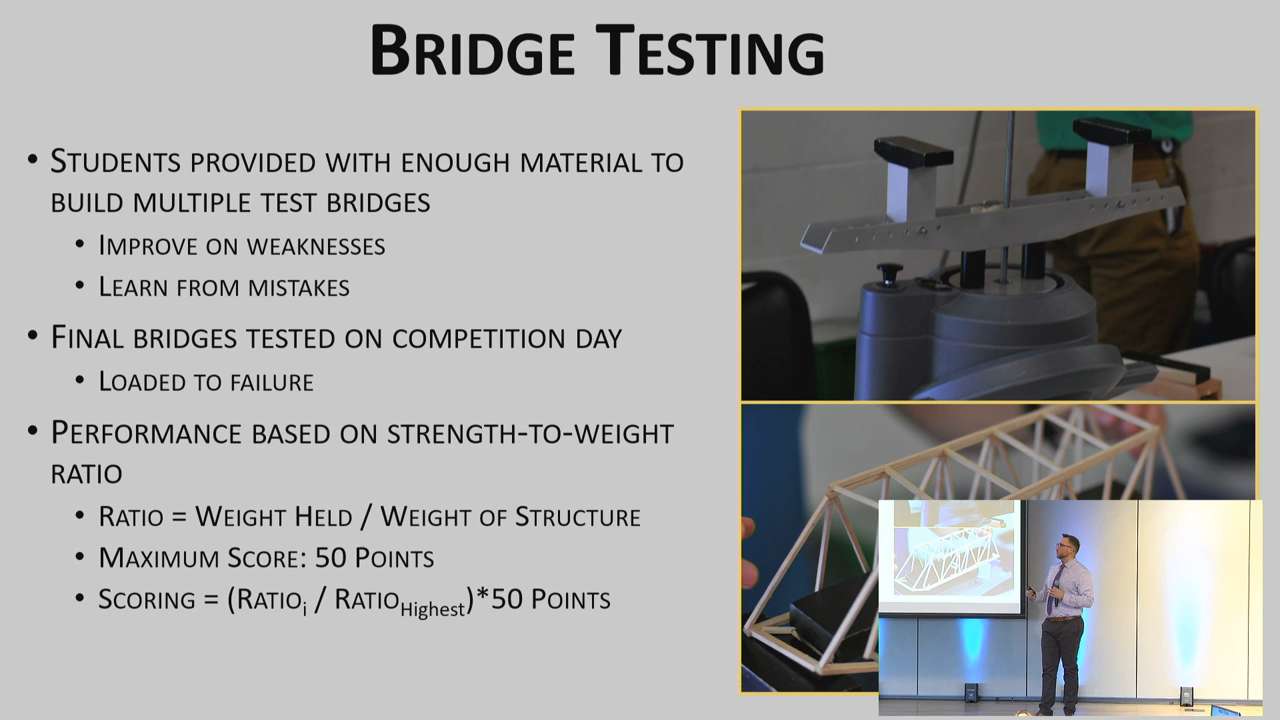 Bridge Testing
• Students provided with enough material to
build multiple test bridges
• Improve on weaknesses
• Learn from mistakes
• Final bridges tested on competition day
• Loaded to failure
• Performance based on strength-to-weight
ratio
• Ratio = Weight Held / Weight of Structure
• Maximum Score: 50 Points
• Scoring = (Ratioi / RatioHighest)*50 Points